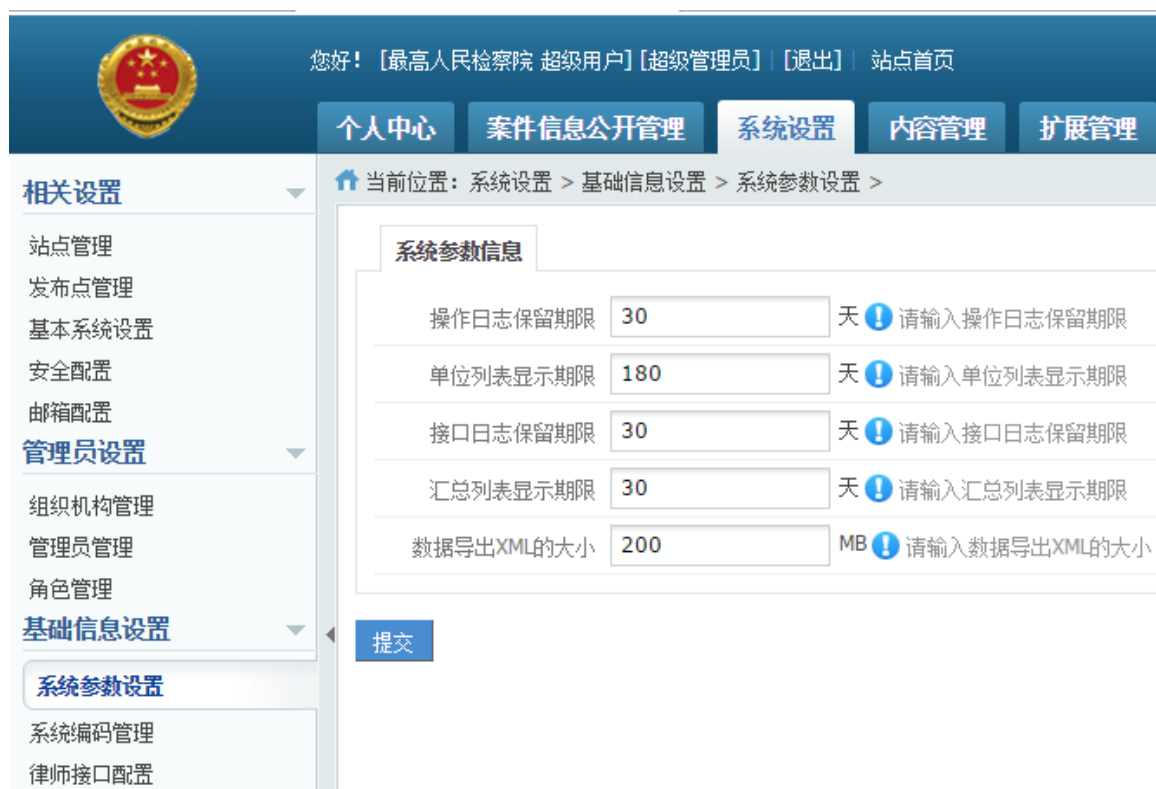 您好！ [最高人民检察院 超级用户] [超级管理员] | [退出] | 站点首页
个人中心 案件信息公开管理 系统设置 内容管理 扩展管理
当前位置：系统设置 > 基础信息设置 > 系统参数设置 >
相关设置
站点管理
发布点管理
基本系统设置
安全配置
邮箱配置
管理员设置
组织机构管理
管理员管理
角色管理
基础信息设置
系统参数设置
系统编码管理
律师接口配置
系统参数信息
操作日志保留期限 30 天 请输入操作日志保留期限
单位列表显示期限 180 天 请输入单位列表显示期限
接口日志保留期限 30 天 请输入接口日志保留期限
汇总列表显示期限 30 天 请输入汇总列表显示期限
数据导出XML的大小 200 MB 请输入数据导出XML的大小
提交